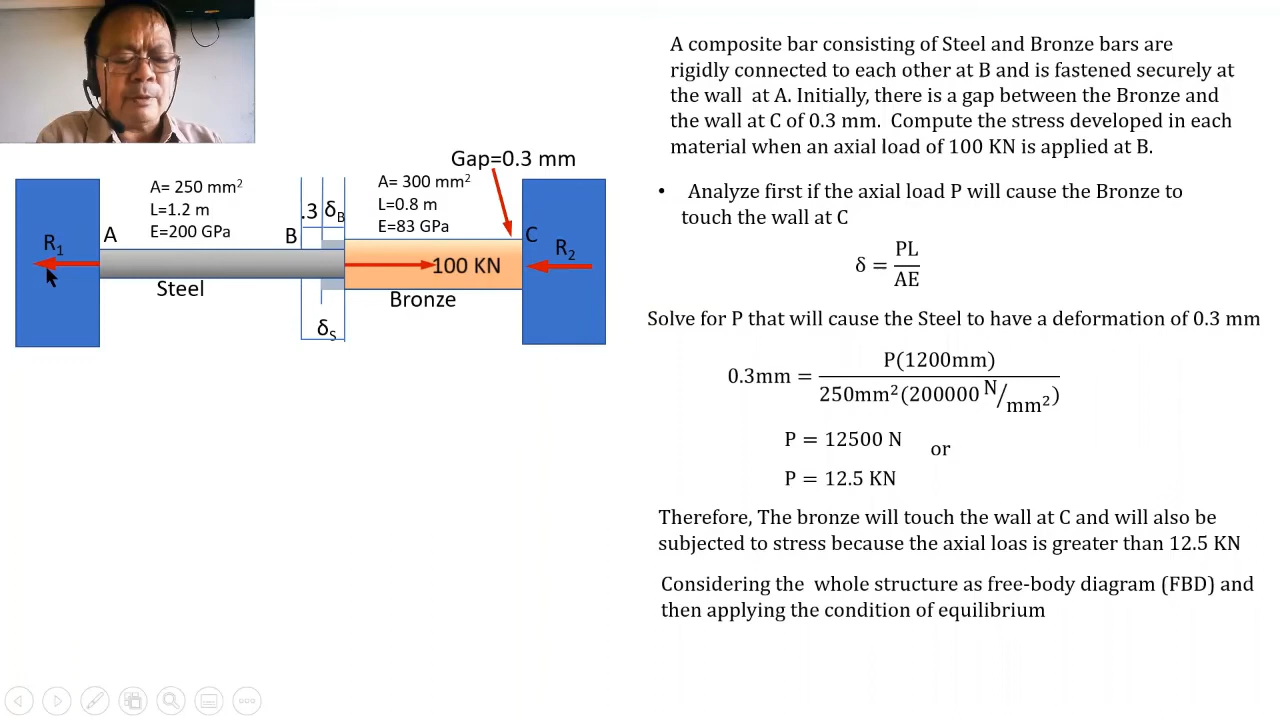 A composite bar consisting of Steel and Bronze bars are
rigidly connected to each other at B and is fastened securely at
the wall at A. Initially, there is a gap between the Bronze and
the wall at C of 0.3 mm. Compute the stress developed in each
material when an axial load of 100 KN is applied at B.
Gap=0.3 mm
A= 250 mm²
L=1.2 m
E=200 GPa
A= 300 mm²
L=0.8 m
E=83 GPa
.3 δB
R1
A
B
C
R2
100 KN
Steel
Bronze
δS
• Analyze first if the axial load P will cause the Bronze to
touch the wall at C
δ = PL/AE
Solve for P that will cause the Steel to have a deformation of 0.3 mm
0.3mm = P(1200mm)/250mm²(200000 N/mm²)
P = 12500 N or
P = 12.5 KN
Therefore, The bronze will touch the wall at C and will also be
subjected to stress because the axial loas is greater than 12.5 KN
Considering the whole structure as free-body diagram (FBD) and
then applying the condition of equilibrium